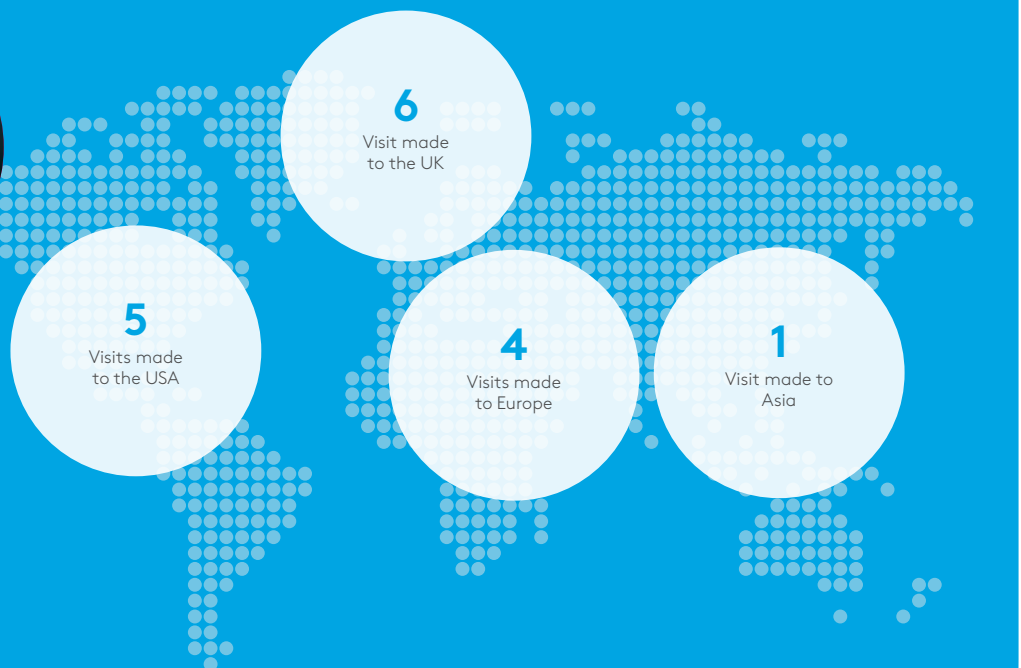 6
Visit made
to the UK
5
Visits made
to the USA
4
Visits made
to Europe
1
Visit made to
Asia